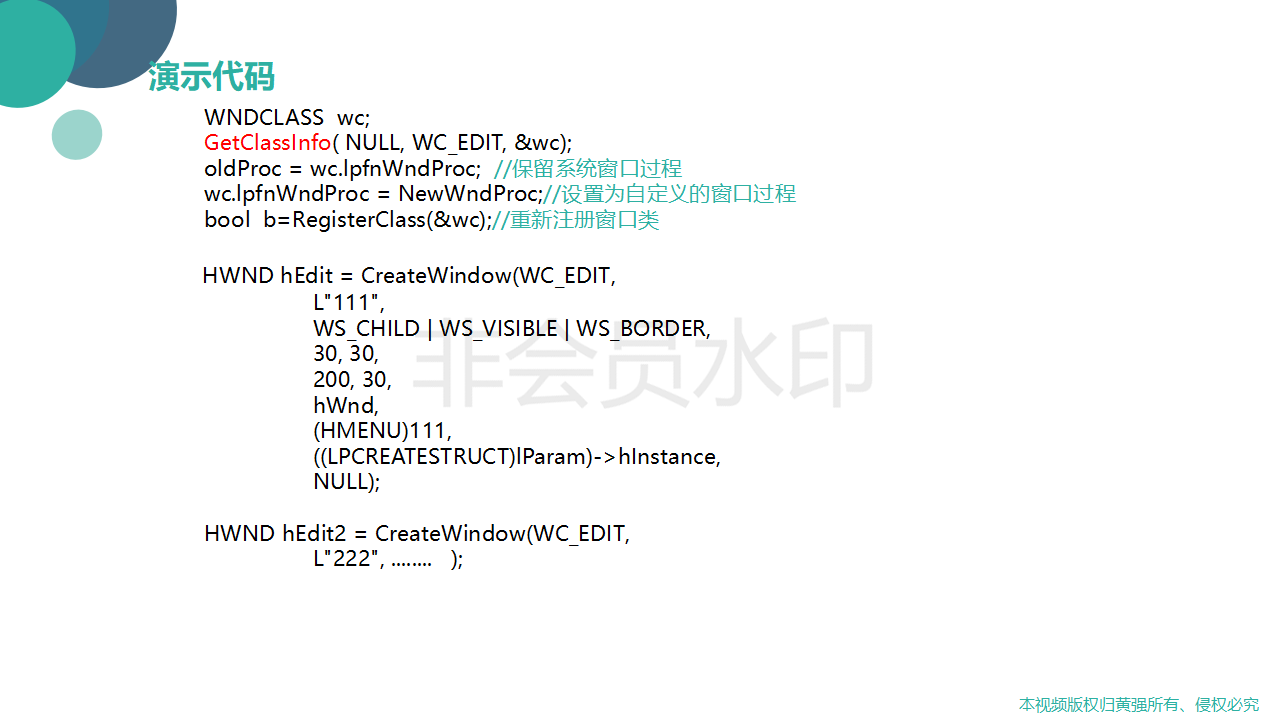 演示代码
WNDCLASS  wc;
GetClassInfo( NULL, WC_EDIT, &wc);
oldProc = wc.lpfnWndProc;  //保留系统窗口过程
wc.lpfnWndProc = NewWndProc;//设置为自定义的窗口过程
bool  b=RegisterClass(&wc);//重新注册窗口类
HWND hEdit = CreateWindow(WC_EDIT,
L"111",
WS_CHILD | WS_VISIBLE | WS_BORDER,
30, 30,
200, 30,
hWnd,
(HMENU)111,
((LPCREATESTRUCT)lParam)->hInstance,
NULL);
HWND hEdit2 = CreateWindow(WC_EDIT,
L"222", ........   );
非会员水印
本视频版权归黄强所有、侵权必究